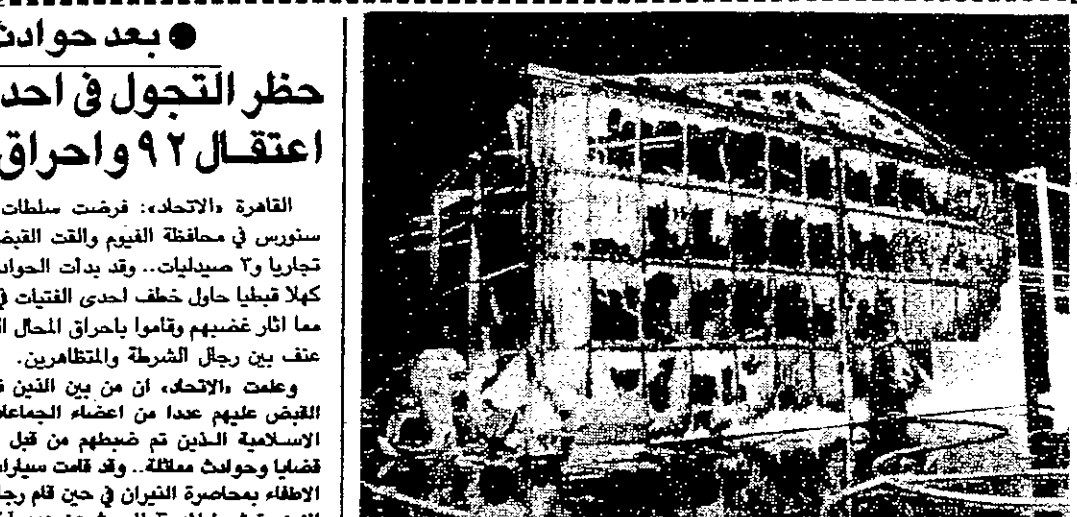 ● بعد حوادث
حظر التجول في احد
اعتقال ٩٢ و احراق
القاهرة «الاتحاد»: فرضت سلطات
سنورس في محافظة الفيوم والقت القبض
تجاريا و٣ صيدليات.. وقد بدأت الحوادث
كهلا قبطيا حاول خطف احدى الفتيات في
مما اثار غضبهم وقاموا باحراق المحال
عنف بين رجال الشرطة والمتظاهرين.
وعلمت «الاتحاد» ان من بين الذين
القبض عليهم عددا من اعضاء الجماعات
الاسلامية الذين تم ضبطهم من قبل
قضايا وحوادث مماثلة.. وقد قامت سيارات
الاطفاء بمحاصرة النيران في حين قام رجال